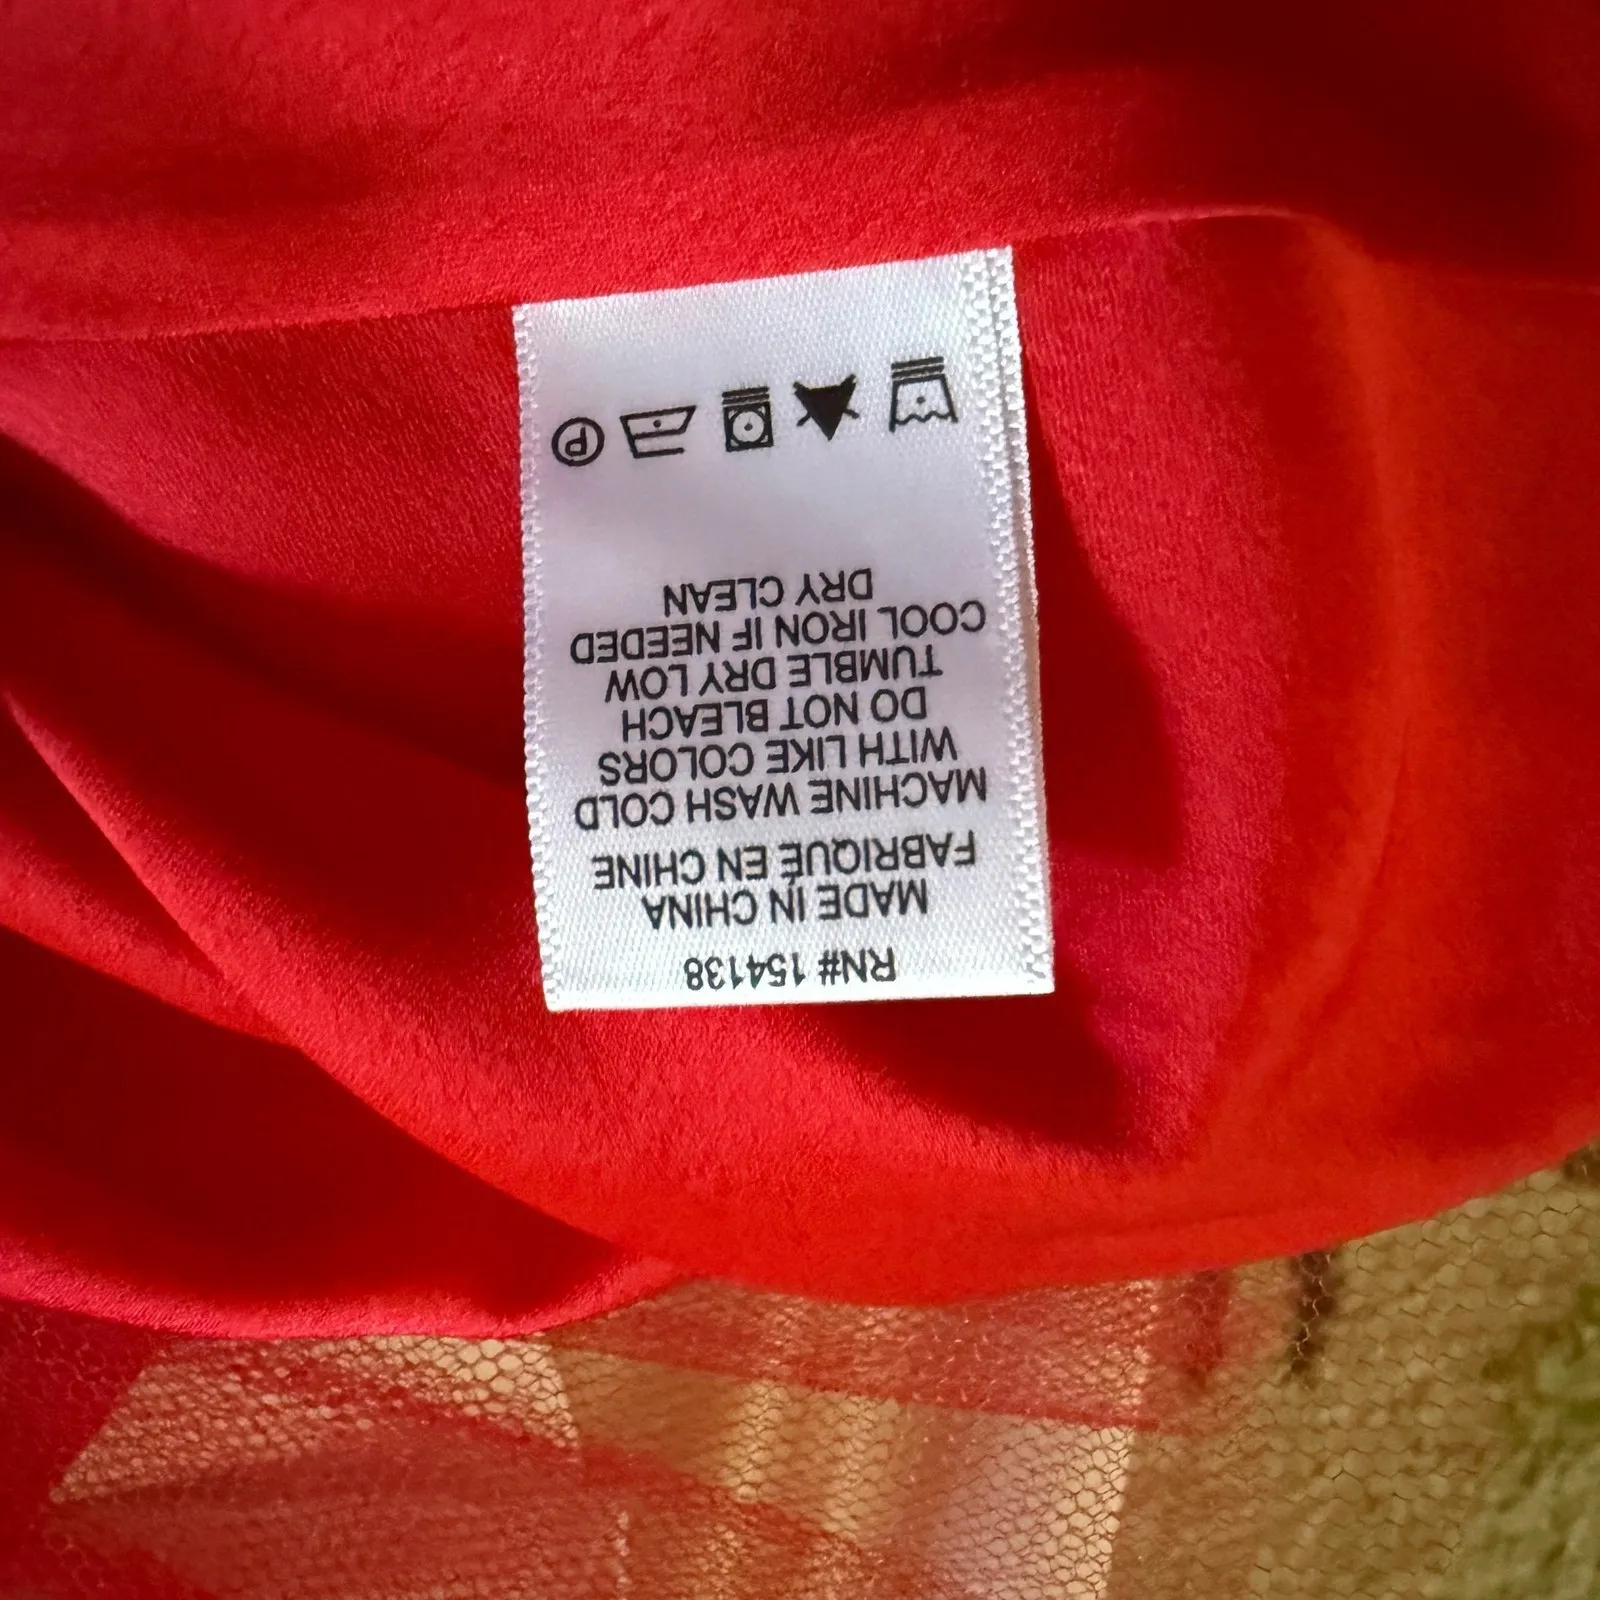 RN# 154138
MADE IN CHINA
FABRIQUÉ EN CHINE
MACHINE WASH COLD
WITH LIKE COLORS
DO NOT BLEACH
TUMBLE DRY LOW
COOL IRON IF NEEDED
DRY CLEAN
P